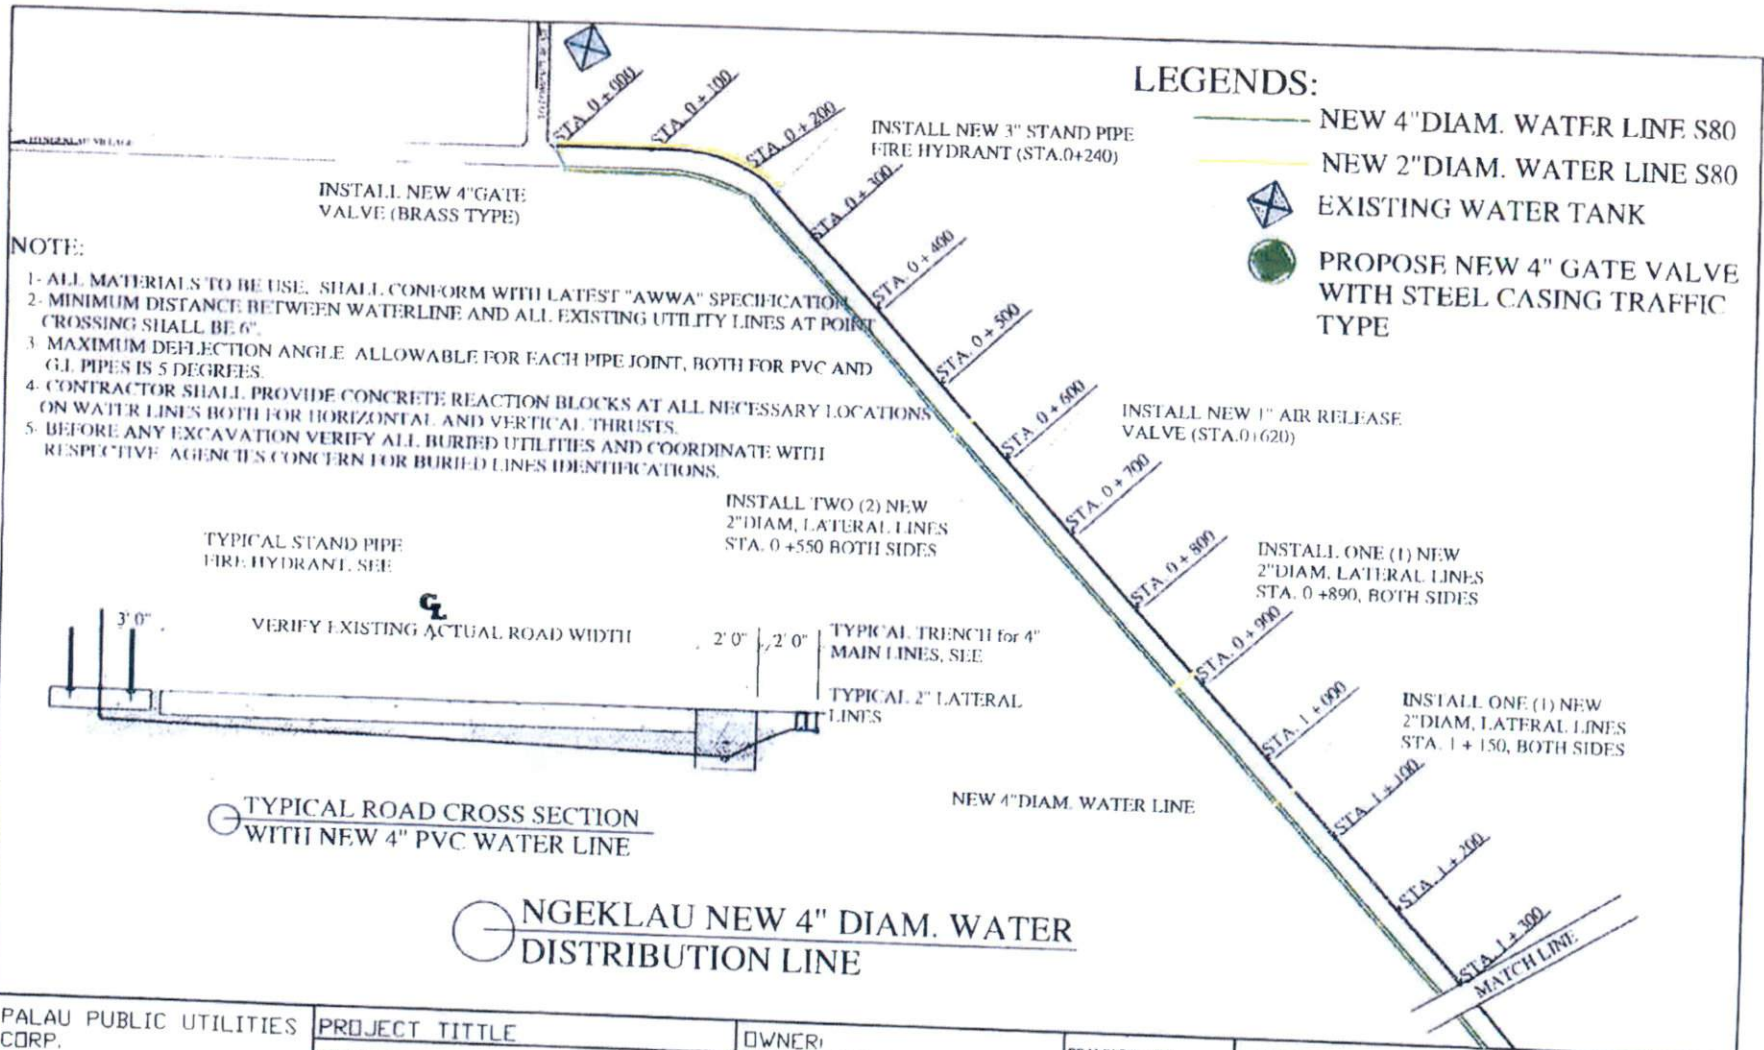 LEGENDS:
NEW 4"DIAM. WATER LINE S80
NEW 2"DIAM. WATER LINE S80
EXISTING WATER TANK
PROPOSE NEW 4" GATE VALVE
WITH STEEL CASING TRAFFIC
TYPE
STA. 0 + 000
STA. 0 + 100
STA. 0 + 200
STA. 0 + 300
STA. 0 + 400
STA. 0 + 500
STA. 0 + 600
STA. 0 + 700
STA. 0 + 800
STA. 0 + 900
STA. 1 + 000
STA. 1 + 100
STA. 1 + 200
STA. 1 + 300
MATCH LINE
INSTALL NEW 3" STAND PIPE
FIRE HYDRANT (STA.0+240)
INSTALL NEW 4"GATE
VALVE (BRASS TYPE)
NOTE:
1- ALL MATERIALS TO BE USE, SHALL CONFORM WITH LATEST "AWWA" SPECIFICATION
2- MINIMUM DISTANCE BETWEEN WATERLINE AND ALL EXISTING UTILITY LINES AT POINT
CROSSING SHALL BE 6".
3 MAXIMUM DEFLECTION ANGLE ALLOWABLE FOR EACH PIPE JOINT, BOTH FOR PVC AND
G.I. PIPES IS 5 DEGREES.
4- CONTRACTOR SHALL PROVIDE CONCRETE REACTION BLOCKS AT ALL NECESSARY LOCATIONS
ON WATER LINES BOTH FOR HORIZONTAL AND VERTICAL THRUSTS.
5- BEFORE ANY EXCAVATION VERIFY ALL BURIED UTILITIES AND COORDINATE WITH
RESPECTIVE AGENCIES CONCERN FOR BURIED LINES IDENTIFICATIONS.
INSTALL NEW 1" AIR RELEASE
VALVE (STA.0+620)
INSTALL TWO (2) NEW
2"DIAM, LATERAL LINES
STA. 0 +550 BOTH SIDES
INSTALL ONE (1) NEW
2"DIAM. LATERAL LINES
STA. 0 +890, BOTH SIDES
INSTALL ONE (1) NEW
2"DIAM, LATERAL LINES
STA. 1 + 150, BOTH SIDES
TYPICAL STAND PIPE
FIRE HYDRANT. SEE
CL
3' 0"
VERIFY EXISTING ACTUAL ROAD WIDTH
2' 0"
2' 0"
TYPICAL TRENCH for 4"
MAIN LINES, SEE
TYPICAL 2" LATERAL
LINES
NEW 4"DIAM. WATER LINE
TYPICAL ROAD CROSS SECTION
WITH NEW 4" PVC WATER LINE
NGEKLAU NEW 4" DIAM. WATER
DISTRIBUTION LINE
PALAU PUBLIC UTILITIES
CORP.
PROJECT TITTLE
OWNER: